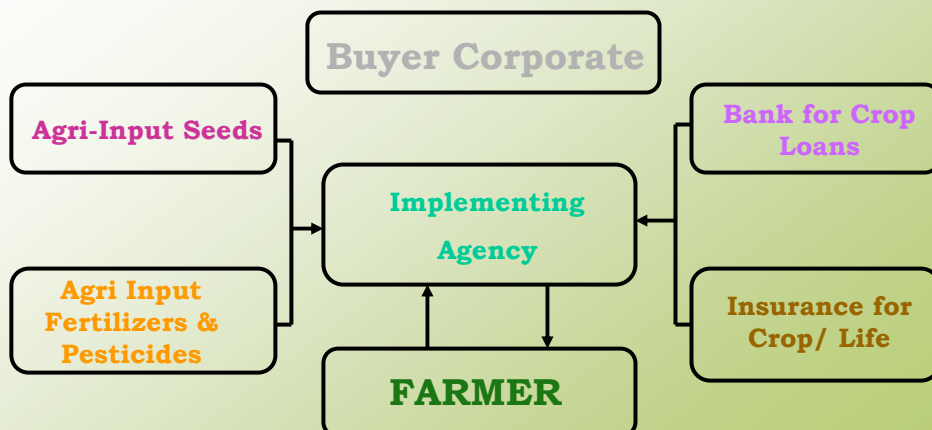 Buyer Corporate
Agri-Input Seeds
Bank for Crop
Loans
Implementing
Agency
Agri Input
Fertilizers &
Pesticides
Insurance for
Crop/ Life
FARMER